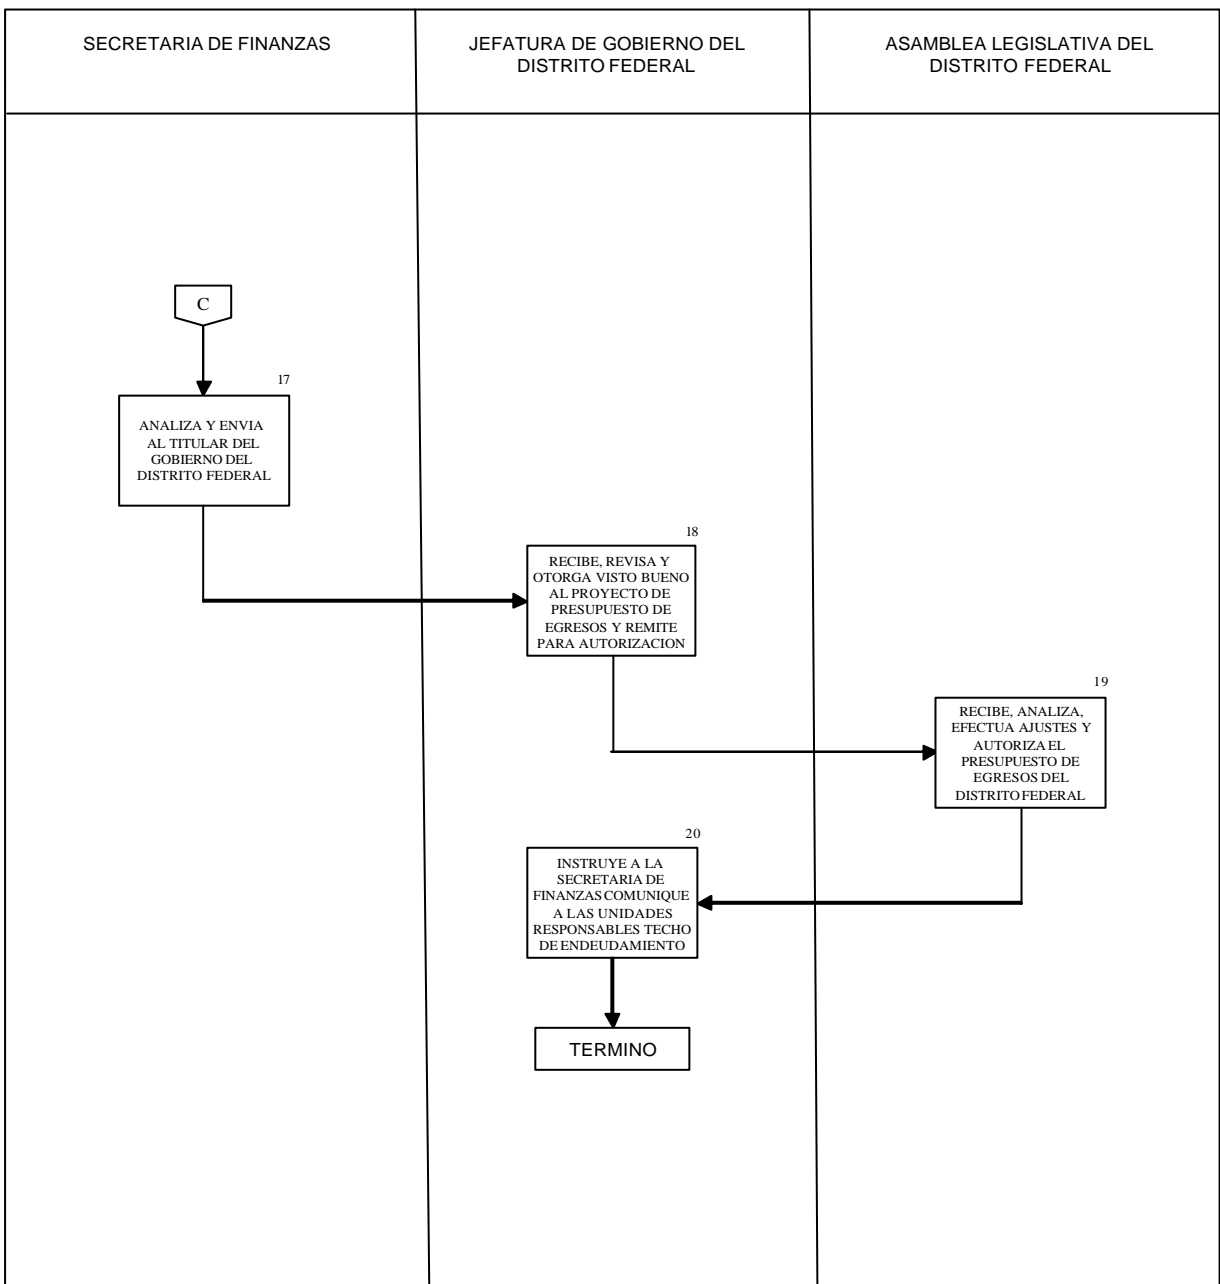 SECRETARIA DE FINANZAS
JEFATURA DE GOBIERNO DEL
DISTRITO FEDERAL
ASAMBLEA LEGISLATIVA DEL
DISTRITO FEDERAL
C
17
ANALIZA Y ENVIA
AL TITULAR DEL
GOBIERNO DEL
DISTRITO FEDERAL
18
RECIBE, REVISA Y
OTORGA VISTO BUENO
AL PROYECTO DE
PRESUPUESTO DE
EGRESOS Y REMITE
PARA AUTORIZACION
19
RECIBE, ANALIZA,
EFECTUA AJUSTES Y
AUTORIZA EL
PRESUPUESTO DE
EGRESOS DEL
DISTRITO FEDERAL
20
INSTRUYE A LA
SECRETARIA DE
FINANZAS COMUNIQUE
A LAS UNIDADES
RESPONSABLES TECHO
DE ENDEUDAMIENTO
TERMINO